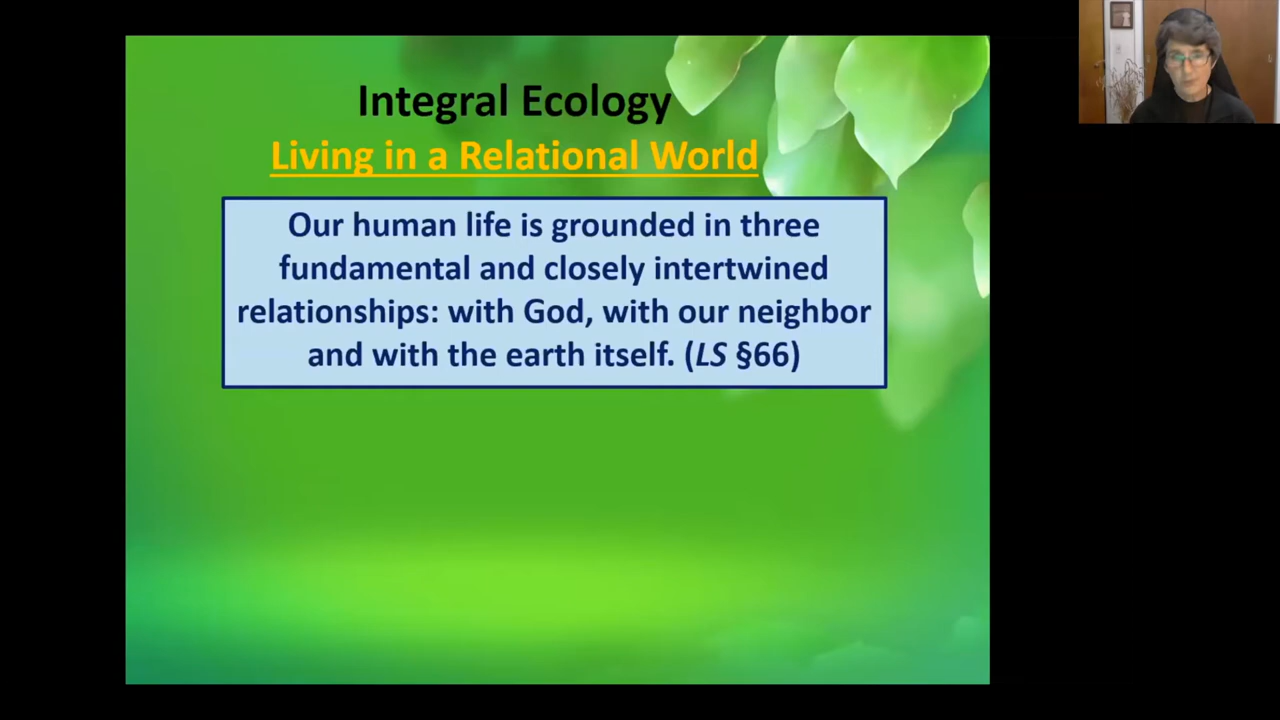 Integral Ecology
Living in a Relational World
Our human life is grounded in three
fundamental and closely intertwined
relationships: with God, with our neighbor
and with the earth itself. (LS §66)